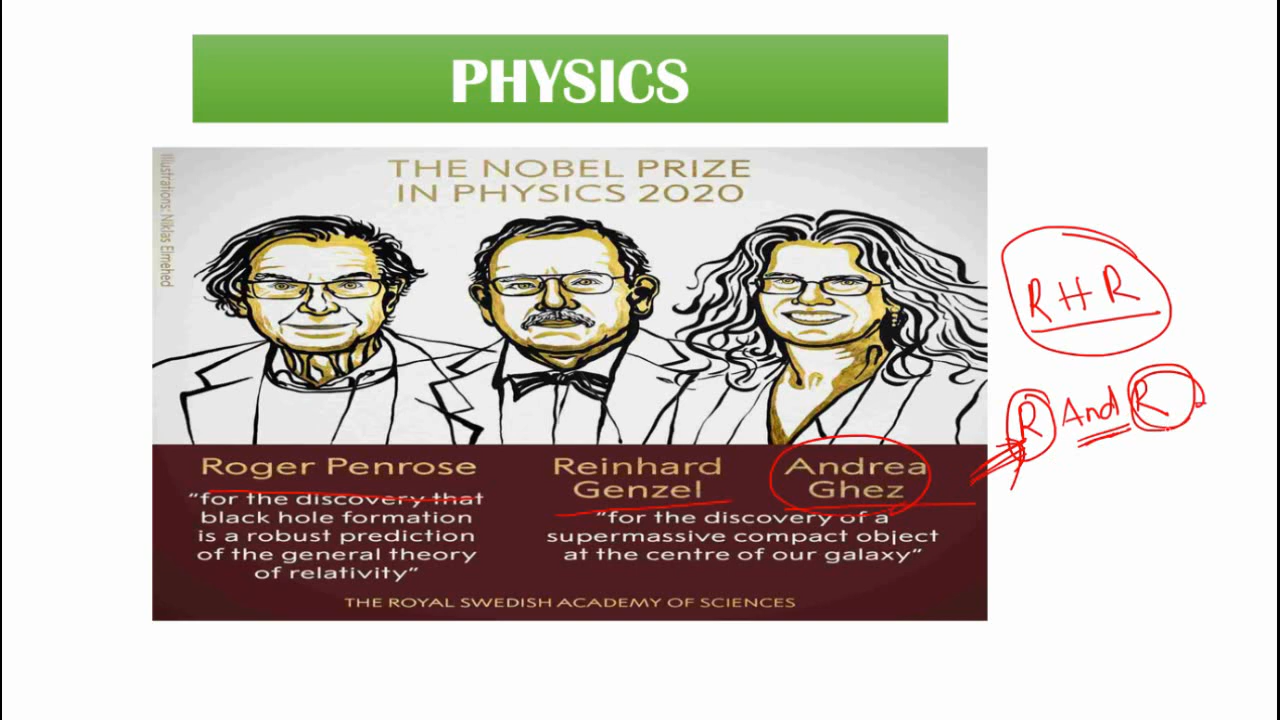 PHYSICS
Illustrations: Niklas Elmehed
THE NOBEL PRIZE
IN PHYSICS 2020
R H R
R And R
Roger Penrose
"for the discovery that
black hole formation
is a robust prediction
of the general theory
of relativity"
Reinhard
Genzel
Andrea
Ghez
"for the discovery of a
supermassive compact object
at the centre of our galaxy"
THE ROYAL SWEDISH ACADEMY OF SCIENCES